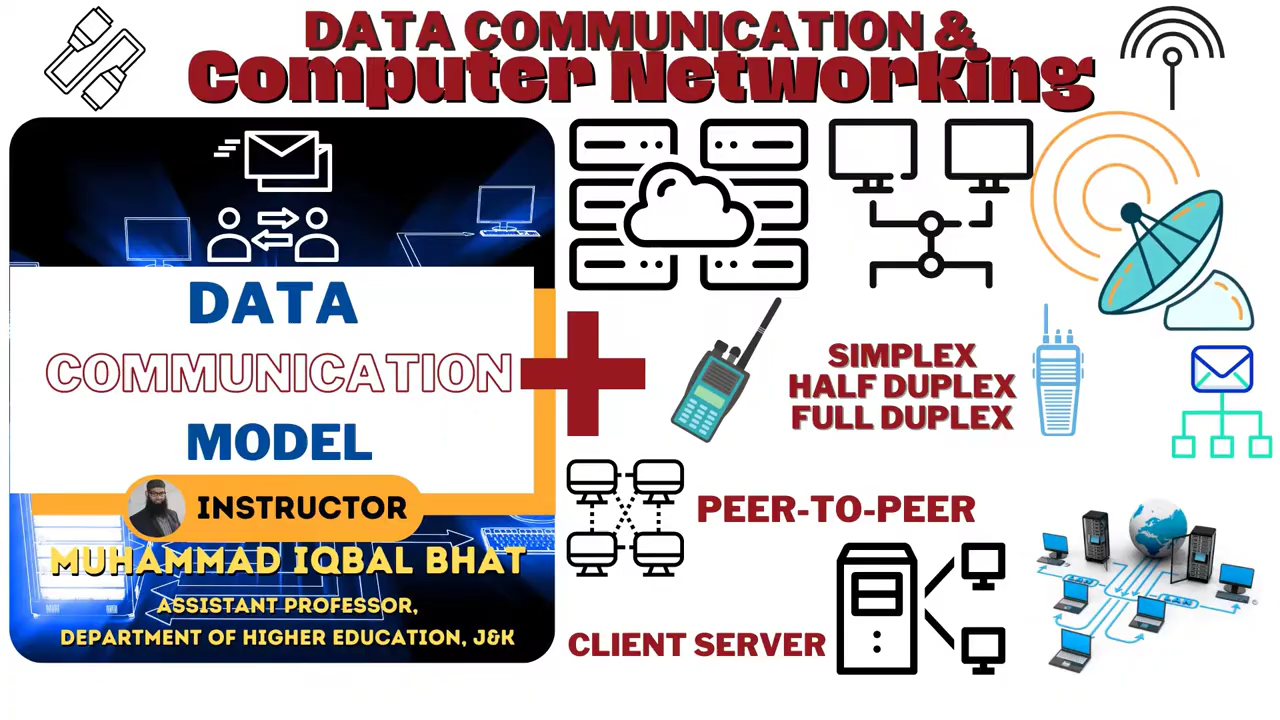 DATA COMMUNICATION &
Computer Networking
DATA
COMMUNICATION
MODEL
INSTRUCTOR
MUHAMMAD IQBAL BHAT
ASSISTANT PROFESSOR,
DEPARTMENT OF HIGHER EDUCATION, J&K
SIMPLEX
HALF DUPLEX
FULL DUPLEX
PEER-TO-PEER
CLIENT SERVER